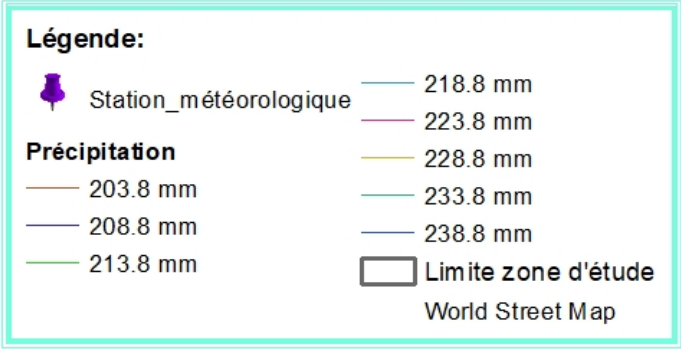 Légende:
Station_météorologique
Précipitation
203.8 mm
208.8 mm
213.8 mm
218.8 mm
223.8 mm
228.8 mm
233.8 mm
238.8 mm
Limite zone d'étude
World Street Map